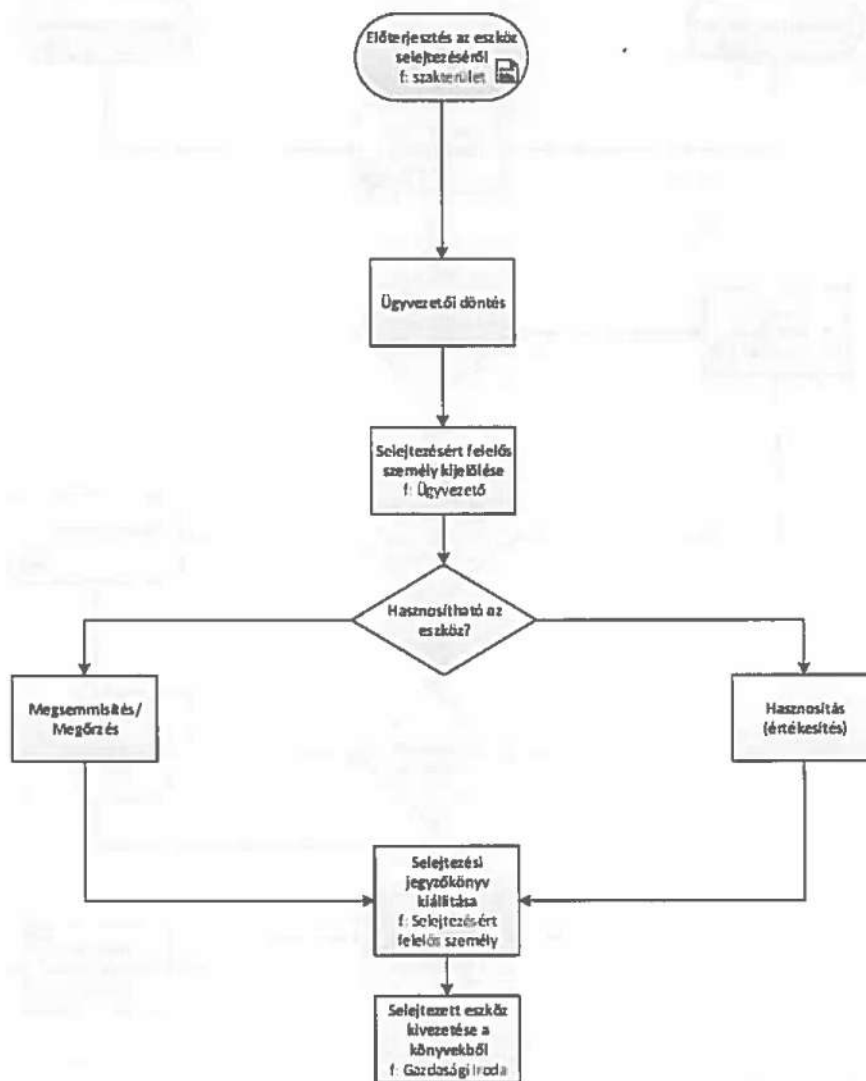 Előterjesztés az eszköz
selejtezéséről
f: szakterület
Ügyvezetői döntés
Selejtezésért felelős
személy kijelölése
f: Ügyvezető
Hasznosítható az
eszköz?
Megsemmisítés/
Megőrzés
Hasznosítás
(értékesítés)
Selejtezési
jegyzőkönyv
kiállítása
f: Selejtezésért
felelős személy
Selejtezett eszköz
kivezetése a
könyvekből
f: Gazdasági Iroda